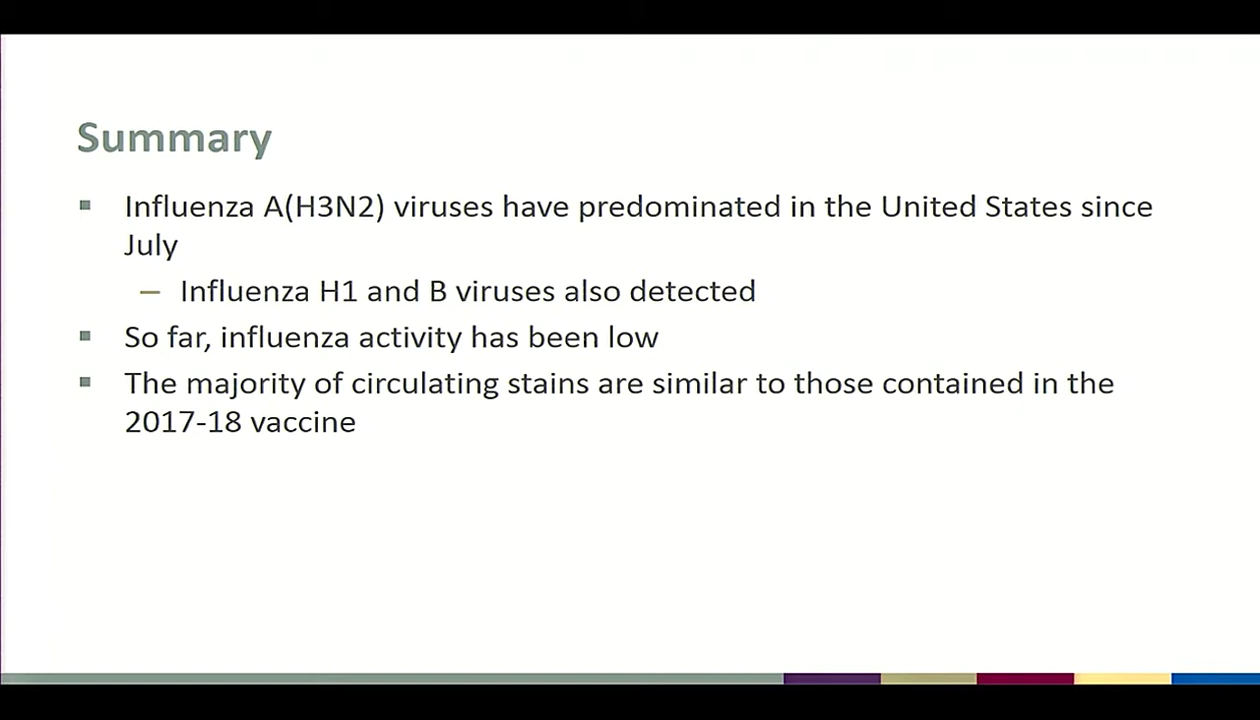 Summary
Influenza A(H3N2) viruses have predominated in the United States since
July
Influenza H1 and B viruses also detected
So far, influenza activity has been low
The majority of circulating stains are similar to those contained in the
2017-18 vaccine